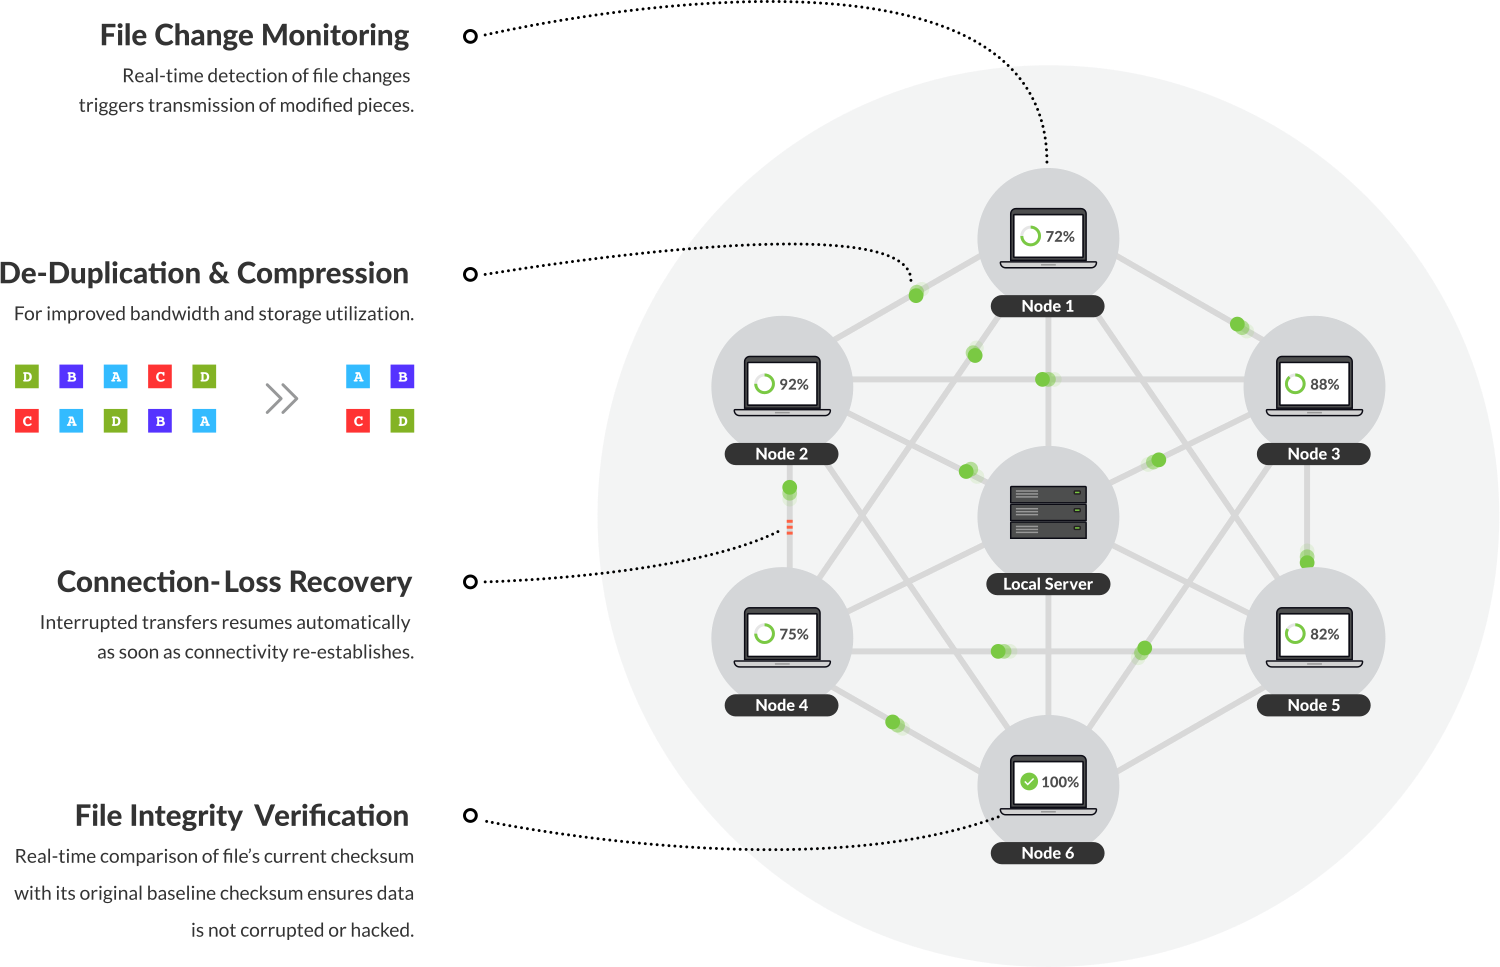 File Change Monitoring
Real-time detection of file changes
triggers transmission of modified pieces.
De-Duplication & Compression
For improved bandwidth and storage utilization.
D B A C D
C A D B A
A B
C D
Connection-Loss Recovery
Interrupted transfers resumes automatically
as soon as connectivity re-establishes.
File Integrity Verification
Real-time comparison of file’s current checksum
with its original baseline checksum ensures data
is not corrupted or hacked.
72%
Node 1
92%
Node 2
88%
Node 3
Local Server
75%
Node 4
82%
Node 5
100%
Node 6